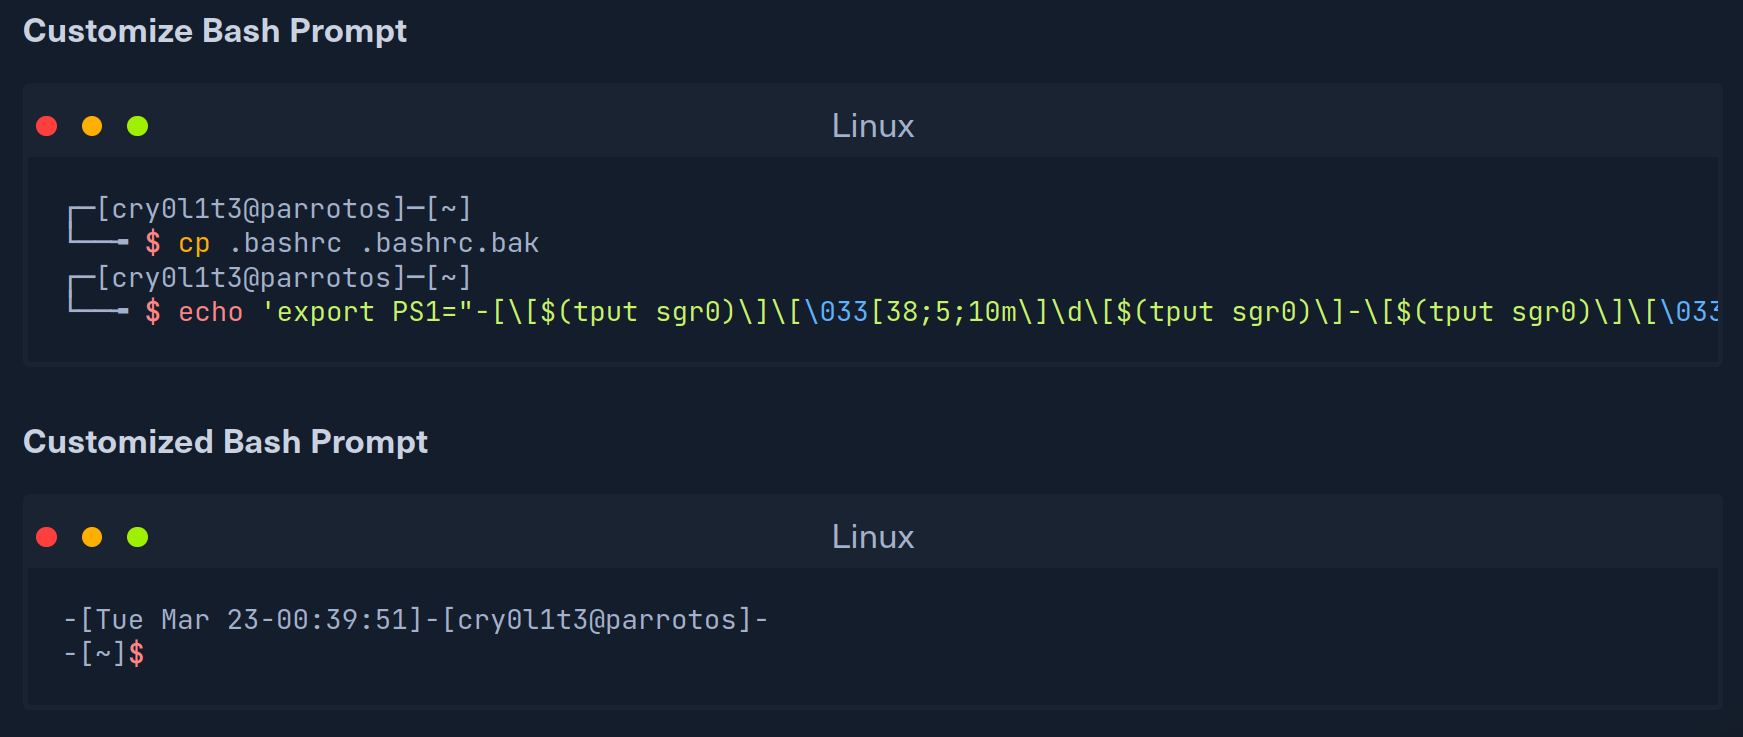 Customize Bash Prompt
Linux
┌─[cry0l1t3@parrotos]─[~]
└──╼ $ cp .bashrc .bashrc.bak
┌─[cry0l1t3@parrotos]─[~]
└──╼ $ echo 'export PS1="-[\[$(tput sgr0)\]\[\033[38;5;10m\]\d\[$(tput sgr0)\]-\[$(tput sgr0)\]\[\033
Customized Bash Prompt
Linux
-[Tue Mar 23-00:39:51]-[cry0l1t3@parrotos]-
-[~]$